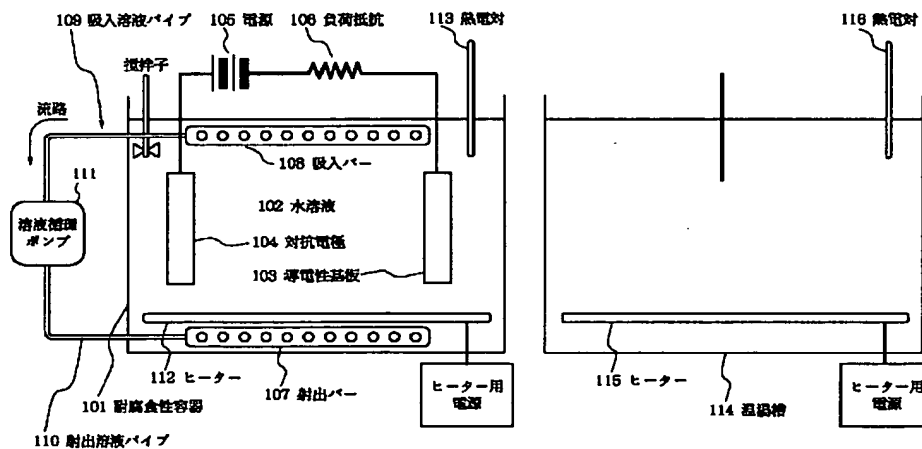 109 吸入溶液パイプ
105 電源
106 負荷抵抗
113 熱電対
116 熱電対
撹拌子
流路
108 吸入バー
111
溶液循環
ポンプ
102 水溶液
104 対抗電極
103 導電性基板
112 ヒーター
107 射出バー
101 耐腐食性容器
110 射出溶液パイプ
ヒーター用
電源
115 ヒーター
114 温湯槽
ヒーター用
電源